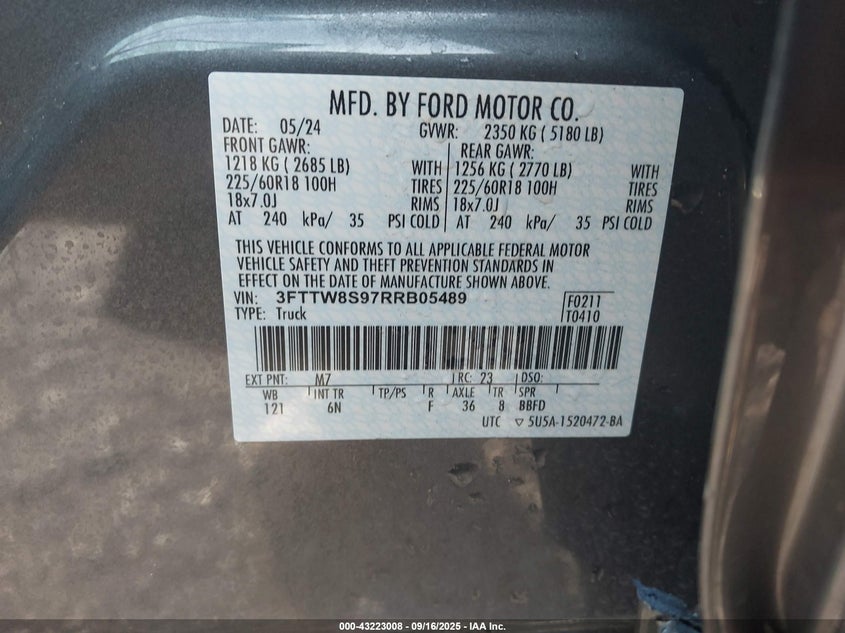 MFD. BY FORD MOTOR CO.
DATE: 05/24 GVWR: 2350 KG ( 5180 LB)
FRONT GAWR: REAR GAWR:
1218 KG ( 2685 LB) WITH 1256 KG ( 2770 LB) WITH
225/60R18 100H TIRES 225/60R18 100H TIRES
18x7.0J RIMS 18x7.0J RIMS
AT 240 kPa/ 35 PSI COLD AT 240 kPa/ 35 PSI COLD
THIS VEHICLE CONFORMS TO ALL APPLICABLE FEDERAL MOTOR
VEHICLE SAFETY AND THEFT PREVENTION STANDARDS IN
EFFECT ON THE DATE OF MANUFACTURE SHOWN ABOVE.
VIN: 3FTTW8S97RRB05489 F0211
TYPE: Truck T0410
EXT PNT: M7 RC: 23 DSO:
WB INT TR TP/PS R AXLE TR SPR
121 6N F 36 8 BBFD
UTC ▽ 5U5A-1520472-BA
000-43223008 - 09/16/2025 - IAA Inc.